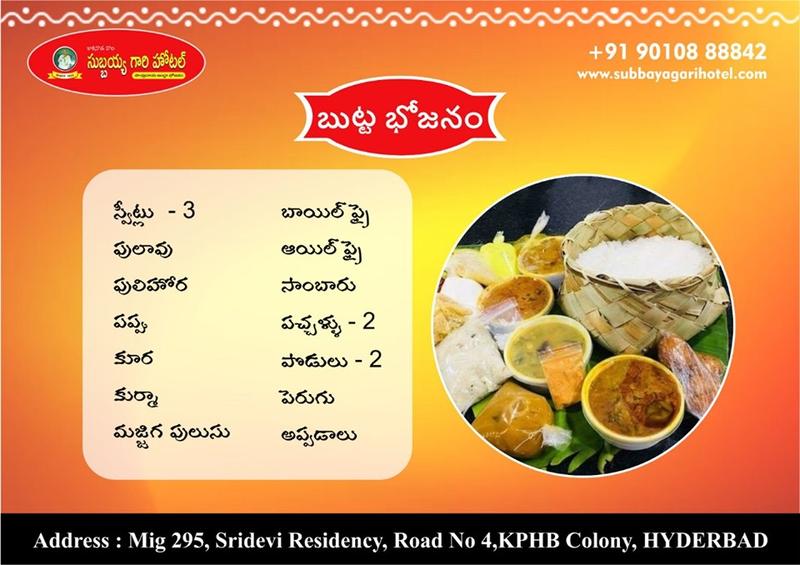 కాకినాడ వారి
సుబ్బయ్య గారి హోటల్
+91 90108 88842
www.subbayagarihotel.com
బుట్ట భోజనం
స్వీట్లు - 3
పులావు
పులిహోర
పప్పు
కూర
కుర్మా
మజ్జిగ పులుసు
బాయిల్ ఫ్రై
ఆయిల్ ఫ్రై
సాంబారు
పచ్చళ్ళు - 2
పొడులు - 2
పెరుగు
అప్పడాలు
Address : Mig 295, Sridevi Residency, Road No 4,KPHB Colony, HYDERBAD